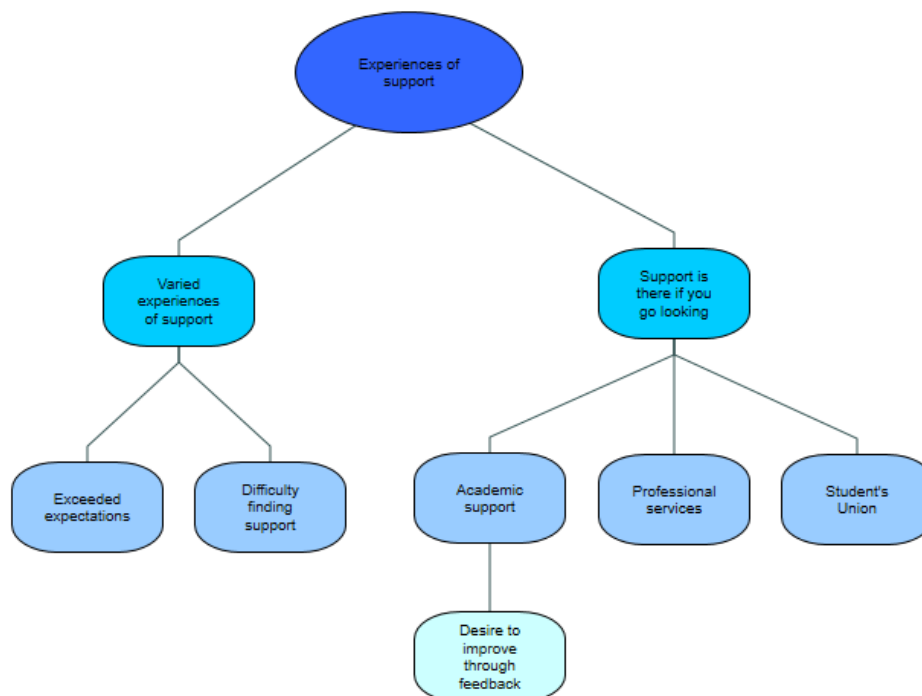 Experiences of
support
Varied
experiences
of support
Support is
there if you
go looking
Exceeded
expectations
Difficulty
finding
support
Academic
support
Professional
services
Student's
Union
Desire to
improve
through
feedback